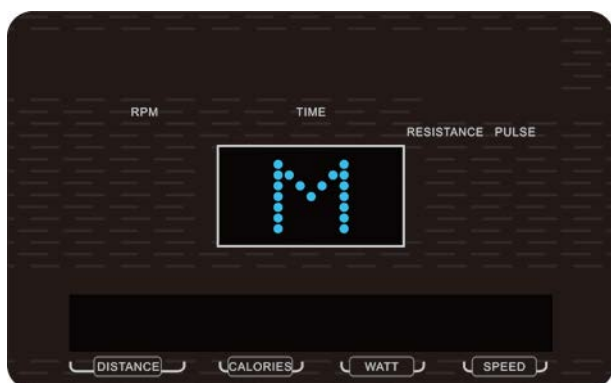 RPM TIME
RESISTANCE PULSE
M
DISTANCE CALORIES WATT SPEED